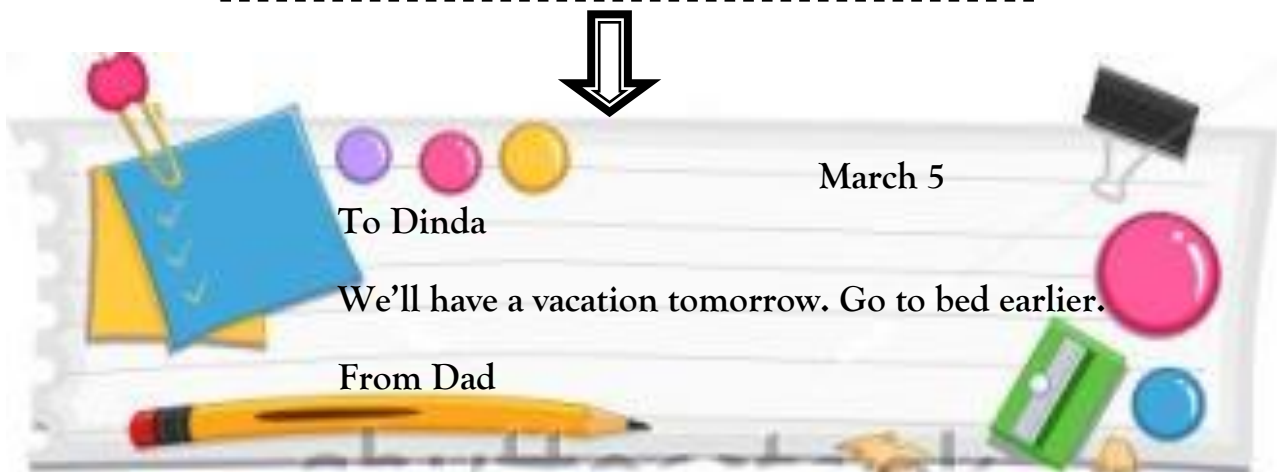 March 5
To Dinda
We'll have a vacation tomorrow. Go to bed earlier.
From Dad